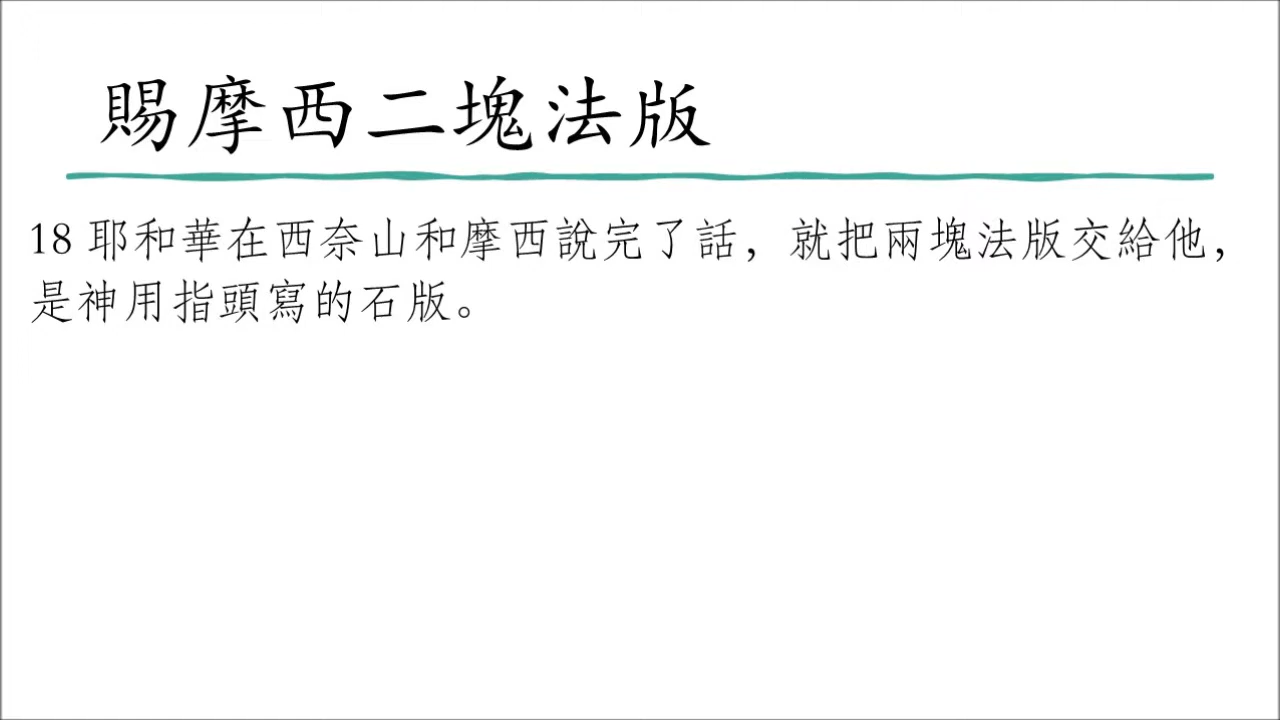 賜摩西二塊法版
18 耶和華在西奈山和摩西說完了話，就把兩塊法版交給他，
是神用指頭寫的石版。